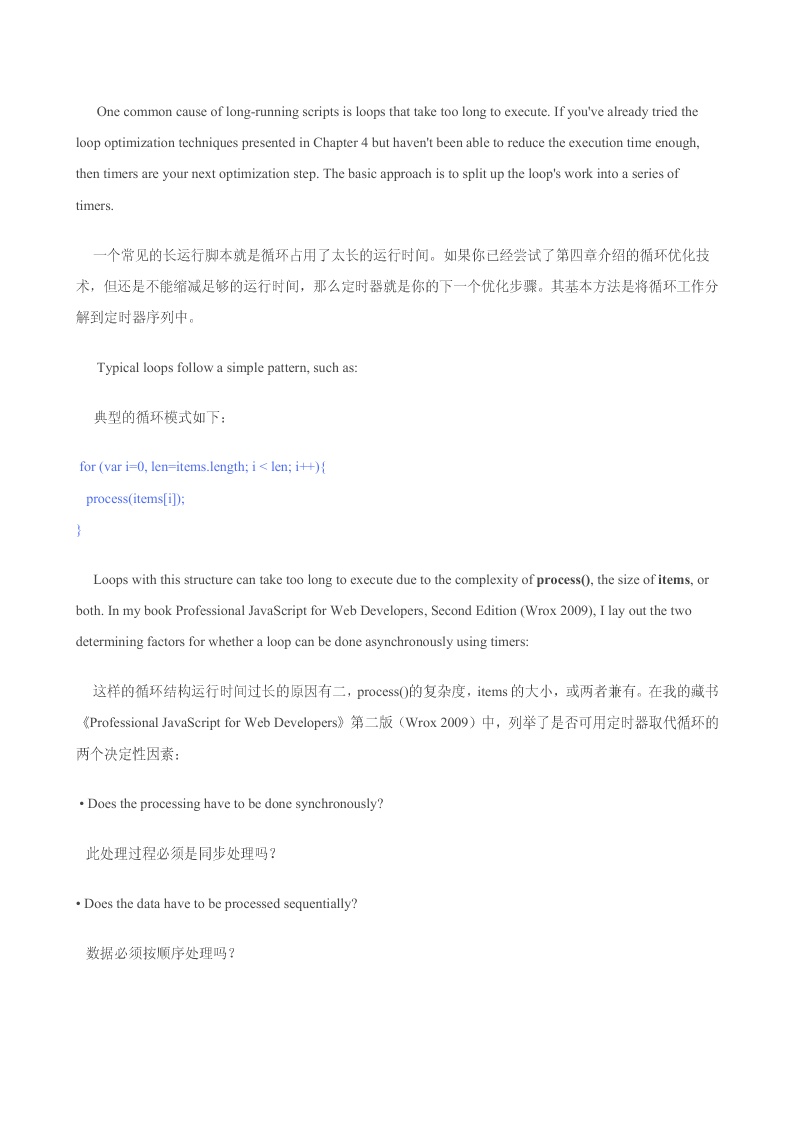 One common cause of long-running scripts is loops that take too long to execute. If you've already tried the
loop optimization techniques presented in Chapter 4 but haven't been able to reduce the execution time enough,
then timers are your next optimization step. The basic approach is to split up the loop's work into a series of
timers.
一个常见的长运行脚本就是循环占用了太长的运行时间。如果你已经尝试了第四章介绍的循环优化技
术，但还是不能缩减足够的运行时间，那么定时器就是你的下一个优化步骤。其基本方法是将循环工作分
解到定时器序列中。
Typical loops follow a simple pattern, such as:
典型的循环模式如下：
for (var i=0, len=items.length; i < len; i++){
process(items[i]);
}
Loops with this structure can take too long to execute due to the complexity of process(), the size of items, or
both. In my book Professional JavaScript for Web Developers, Second Edition (Wrox 2009), I lay out the two
determining factors for whether a loop can be done asynchronously using timers:
这样的循环结构运行时间过长的原因有二，process()的复杂度，items 的大小，或两者兼有。在我的藏书
《Professional JavaScript for Web Developers》第二版（Wrox 2009）中，列举了是否可用定时器取代循环的
两个决定性因素：
• Does the processing have to be done synchronously?
此处理过程必须是同步处理吗？
• Does the data have to be processed sequentially?
数据必须按顺序处理吗？